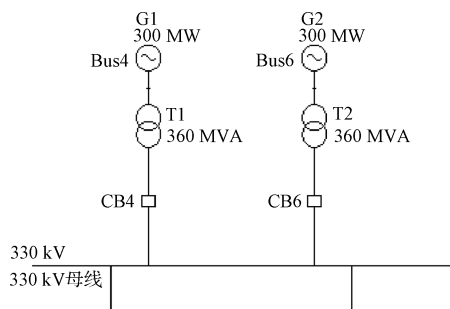 G1
300 MW
Bus4
T1
360 MVA
CB4
G2
300 MW
Bus6
T2
360 MVA
CB6
330 kV
330 kV母线